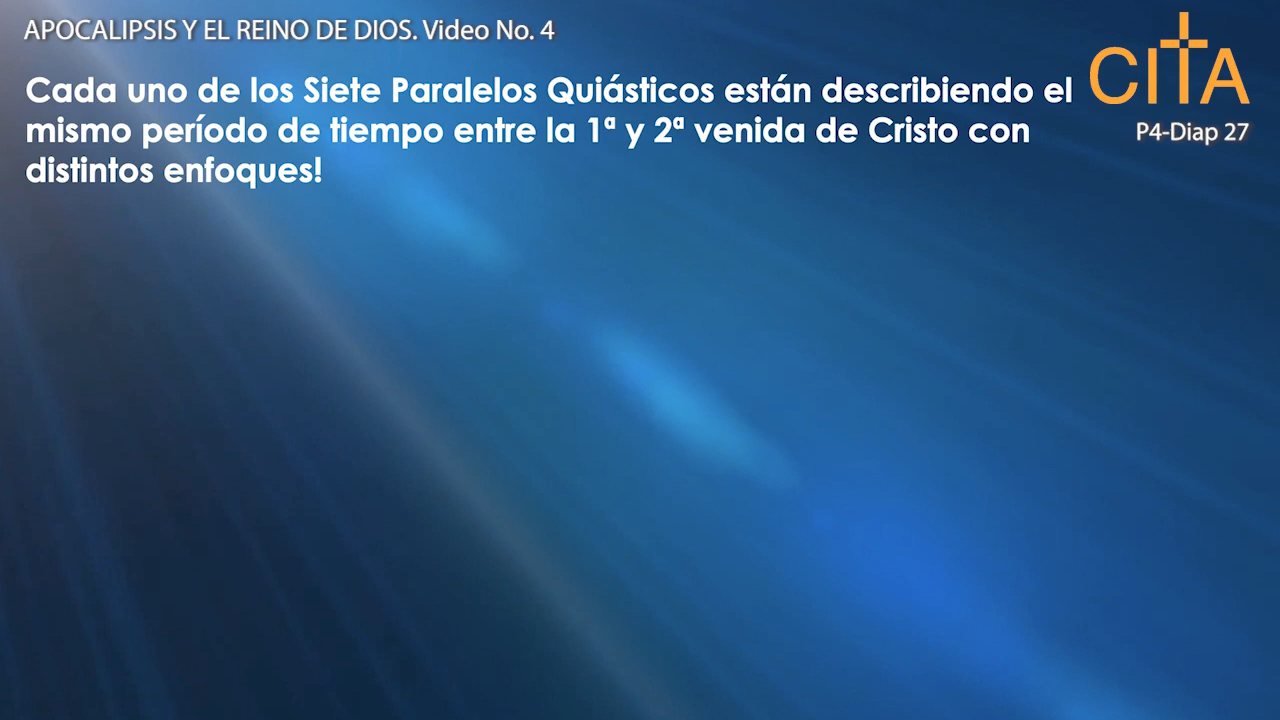 APOCALIPSIS Y EL REINO DE DIOS. Video No. 4
CITA
P4-Diap 27
Cada uno de los Siete Paralelos Quiásticos están describiendo el
mismo período de tiempo entre la 1ª y 2ª venida de Cristo con
distintos enfoques!